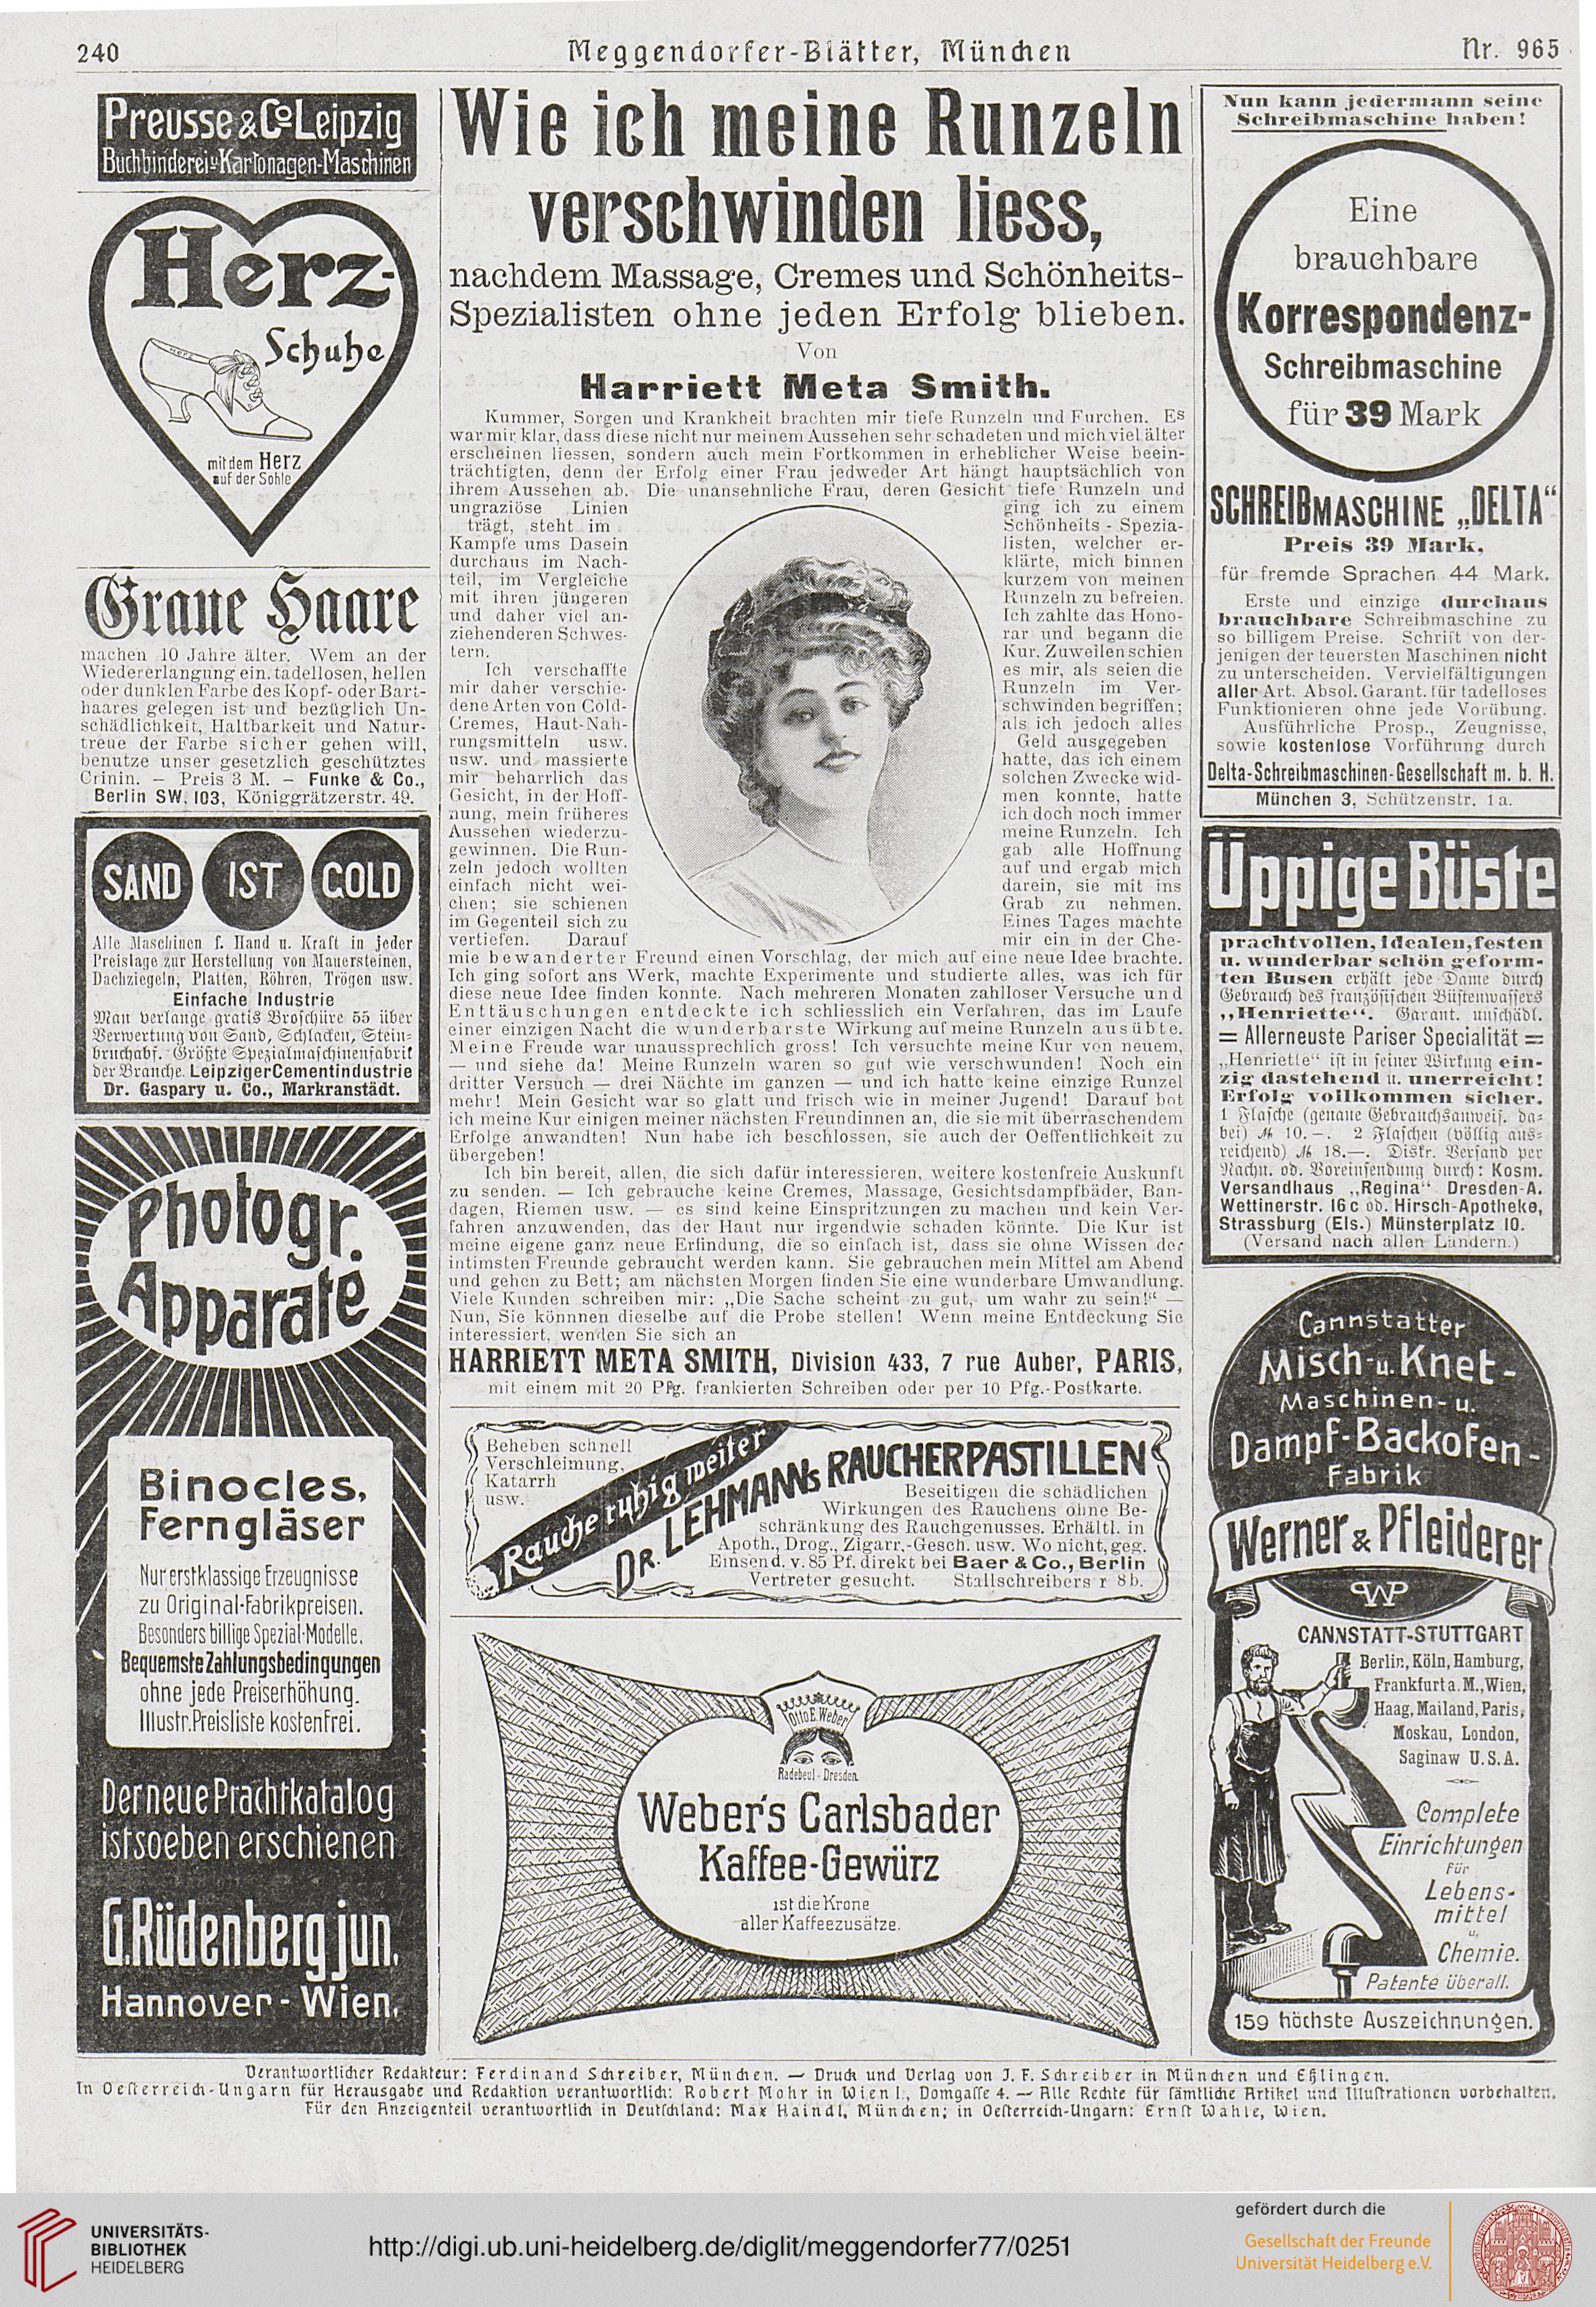 240
Meggendorfer-Blätter, München
Nr. 965
Preusse & Co Leipzig
Buchbinderei u Kartonagen-Maschinen
Herz-
Schuhe
mit dem Herz
auf der Sohle
Graue Haare
machen 10 Jahre älter. Wem an der
Wiedererlangung ein. tadellosen, hellen
oder dunklen Farbe des Kopf- oder Bart-
haares gelegen ist und bezüglich Un-
schädlichkeit, Haltbarkeit und Natur-
treue der Farbe sicher gehen will,
benutze unser gesetzlich geschütztes
Crinin. — Preis 3 M. — Funke & Co.,
Berlin SW. 103, Königgrätzerstr. 49.
SAND IST GOLD
Alle Maschinen f. Hand u. Kraft in jeder
Preislage zur Herstellung von Mauersteinen,
Dachziegeln, Platten, Röhren, Trögen usw.
Einfache Industrie
Man verlange gratis Broschüre 55 über
Verwertung von Sand, Schlacken, Stein-
bruchabf. Größte Spezialmaschinenfabrik
der Branche. Leipziger Cementindustrie
Dr. Gaspary u. Co., Markranstädt.
Photogr.
Apparate
Binocles,
Ferngläser
Nur erstklassige Erzeugnisse
zu Original-Fabrikpreisen.
Besonders billige Spezial-Modelle.
Bequemste Zahlungsbedingungen
ohne jede Preiserhöhung.
Illustr. Preisliste kostenfrei.
Der neue Prachtkatalog
ist soeben erschienen
G. Rüdenberg jun.
Hannover - Wien.
Wie ich meine Runzeln
verschwinden liess,
nachdem Massage, Cremes und Schönheits-
Spezialisten ohne jeden Erfolg blieben.
Von
Harriett Meta Smith.
Kummer, Sorgen und Krankheit brachten mir tiefe Runzeln und Furchen. Es
war mir klar, dass diese nicht nur meinem Aussehen sehr schadeten und mich viel älter
erscheinen liessen, sondern auch mein Fortkommen in erheblicher Weise beein-
trächtigten, denn der Erfolg einer Frau jedweder Art hängt hauptsächlich von
ihrem Aussehen ab. Die unansehnliche Frau, deren Gesicht tiefe Runzeln und
ungraziöse Linien
trägt, steht im
Kampfe ums Dasein
durchaus im Nach-
teil, im Vergleiche
mit ihren jüngeren
und daher viel an-
ziehenderen Schwes-
tern.
Ich verschaffte
mir daher verschie-
dene Arten von Cold-
Cremes, Haut-Nah-
rungsmitteln usw.
usw. und massierte
mir beharrlich das
Gesicht, in der Hoff-
nung, mein früheres
Aussehen wiederzu-
gewinnen. Die Run-
zeln jedoch wollten
einfach nicht wei-
chen; sie schienen
im Gegenteil sich zu
vertiefen. Darauf
ging ich zu einem
Schönheits - Spezia-
listen, welcher er-
klärte, mich binnen
kurzem von meinen
Runzeln zu befreien.
Ich zahlte das Hono-
rar und begann die
Kur. Zuweilen schien
es mir, als seien die
Runzeln im Ver-
schwinden begriffen;
als ich jedoch alles
Geld ausgegeben
hatte, das ich einem
solchen Zwecke wid-
men konnte, hatte
ich doch noch immer
meine Runzeln. Ich
gab alle Hoffnung
auf und ergab mich
darein, sie mit ins
Grab zu nehmen.
Eines Tages machte
mir ein in der Che-
mie bewanderter Freund einen Vorschlag, der mich auf eine neue Idee brachte.
Ich ging sofort ans Werk, machte Experimente und studierte alles, was ich für
diese neue Idee finden konnte. Nach mehreren Monaten zahlloser Versuche und
Enttäuschungen entdeckte ich schliesslich ein Verfahren, das im Laufe
einer einzigen Nacht die wunderbarste Wirkung auf meine Runzeln ausübte.
Meine Freude war unaussprechlich gross! Ich versuchte meine Kur von neuem,
— und siehe da! Meine Runzeln waren so gut wie verschwunden! Noch ein
dritter Versuch — drei Nächte im ganzen — und ich hatte keine einzige Runzel
mehr! Mein Gesicht war so glatt und frisch wie in meiner Jugend! Darauf bot
ich meine Kur einigen meiner nächsten Freundinnen an, die sie mit überraschendem
Erfolge anwandten! Nun habe ich beschlossen, sie auch der Oeffentlichkeit zu
übergeben!
Ich bin bereit, allen, die sich dafür interessieren, weitere kostenfreie Auskunft
zu senden. — Ich gebrauche keine Cremes, Massage, Gesichtsdampfbäder, Ban-
dagen, Riemen usw. — es sind keine Einspritzungen zu machen und kein Ver-
fahren anzuwenden, das der Haut nur irgendwie schaden könnte. Die Kur ist
meine eigene ganz neue Erfindung, die so einfach ist, dass sie ohne Wissen der
intimsten Freunde gebraucht werden kann. Sie gebrauchen mein Mittel am Abend
und gehen zu Bett; am nächsten Morgen finden Sie eine wunderbare Umwandlung.
Viele Kunden schreiben mir: „Die Sache scheint zu gut, um wahr zu sein!“ —
Nun, Sie könnnen dieselbe auf die Probe stellen! Wenn meine Entdeckung Sie
interessiert, wenden Sie sich an
HARRIETT META SMITH, Division 433, 7 rue Auber, PARIS,
mit einem mit 20 Pfg. frankierten Schreiben oder per 10 Pfg.-Postkarte.
Beheben schnell
Verschleimung,
Katarrh
usw.
Rauche ruhig weiter
DR. LEHMANNs RAUCHERPASTILLEN
Beseitigen die schädlichen
Wirkungen des Rauchens ohne Be-
schränkung des Rauchgenusses. Erhältl. in
Apoth., Drog., Zigarr.-Gesch. usw. Wo nicht, geg.
Einsend. v. 85 Pf. direkt bei Baer & Co., Berlin
Vertreter gesucht. Stallschreiberstr 8b.
Otto E. Weber
Radebeul - Dresden
Weber's Carlsbader
Kaffee-Gewürz
ist die Krone
aller Kaffeezusätze.
Nun kann jedermann seine
Schreibmaschine haben!
Eine
brauchbare
Korrespondenz-
Schreibmaschine
für 39 Mark
SCHREIBMASCHINE „DELTA“
Preis 39 Mark,
für fremde Sprachen 44 Mark.
Erste und einzige durchaus
brauchbare Schreibmaschine zu
so billigem Preise. Schrift von der-
jenigen der teuersten Maschinen nicht
zu unterscheiden. Vervielfältigungen
aller Art. Absol. Garant. für tadelloses
Funktionieren ohne jede Vorübung.
Ausführliche Prosp., Zeugnisse,
sowie kostenlose Vorführung durch
Delta-Schreibmaschinen-Gesellschaft m. b. H.
München 3, Schützenstr. 1a.
Üppige Büste
prachtvollen, idealen, festen
u. wunderbar schön geform-
ten Busen erhält jede Dame durch
Gebrauch des französischen Büstenwassers
„Henriette“. Garant. unschädl.
= Allerneuste Pariser Specialität =
„Henriette“ ist in seiner Wirkung ein-
zig dastehend u. unerreicht!
Erfolg vollkommen sicher.
1 Flasche (genaue Gebrauchsanweis. da-
bei) ℳ 10.—. 2 Flaschen (völlig aus-
reichend) ℳ 18.—. Diskr. Versand per
Nachn. od. Voreinsendung durch: Kosm.
Versandhaus „Regina“ Dresden-A.
Wettinerstr. 16c od. Hirsch-Apotheke,
Strassburg (Els.) Münsterplatz 10.
(Versand nach allen Ländern.)
Cannstatter
Misch- u. Knet-
Maschinen- u.
Dampf-Backofen-
Fabrik
Werner & Pfleiderer
WP
CANNSTATT-STUTTGART
Berlin, Köln, Hamburg,
Frankfurt a. M., Wien,
Haag, Mailand, Paris,
Moskau, London,
Saginaw U.S.A.
Complete
Einrichtungen
für
Lebens-
mittel
u.
Chemie.
Patente überall.
159 höchste Auszeichnungen.
Verantwortlicher Redakteur: Ferdinand Schreiber, München. — Druck und Verlag von J. F. Schreiber in München und Eßlingen.
In Oesterreich-Ungarn für Herausgabe und Redaktion verantwortlich: Robert Mohr in Wien I., Domgasse 4. — Alle Rechte für sämtliche Artikel und Illustrationen vorbehalten.
Für den Anzeigenteil verantwortlich in Deutschland: Max Haindl, München; in Oesterreich-Ungarn: Ernst Wahle, Wien.
UNIVERSITÄTS-
BIBLIOTHEK
HEIDELBERG
http://digi.ub.uni-heidelberg.de/diglit/meggendorfer77/0251
gefördert durch die
Gesellschaft der Freunde
Universität Heidelberg e.V.